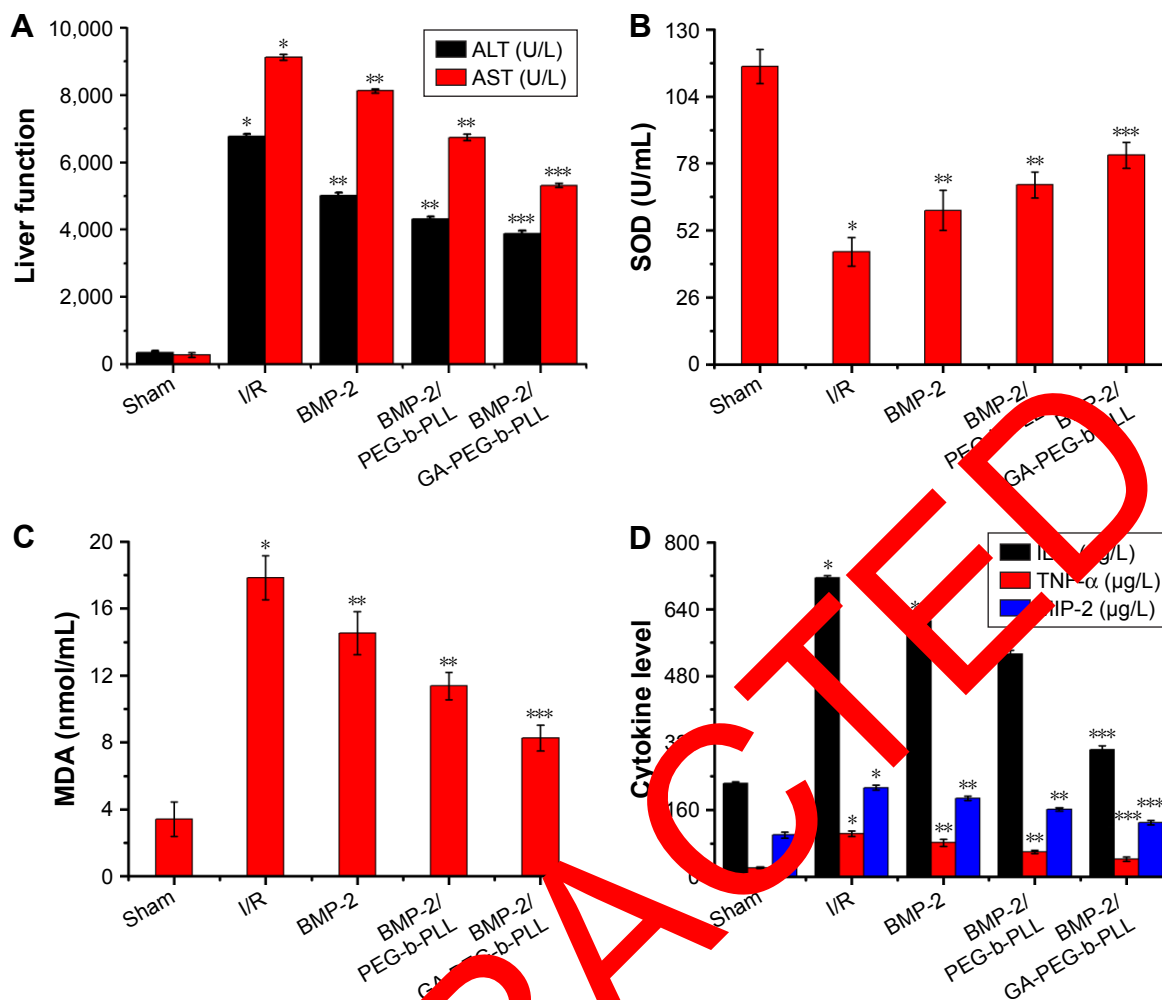 A
Liver function
10,000
8,000
6,000
4,000
2,000
0
ALT (U/L)
AST (U/L)
*
*
**
**
**
**
***
***
Sham
I/R
BMP-2
BMP-2/
PEG-b-PLL
BMP-2/
GA-PEG-b-PLL
B
SOD (U/mL)
130
104
78
52
26
0
*
**
**
***
Sham
I/R
BMP-2
BMP-2/
BMP-2/
GA-PEG-b-PLL
C
MDA (nmol/mL)
20
16
12
8
4
0
*
**
**
***
Sham
I/R
BMP-2
BMP-2/
PEG-b-PLL
BMP-2/
D
Cytokine level
800
640
480
160
TNF-α (µg/L)
(µg/L)
*
*
*
**
**
**
**
***
***
***
Sham
I/R
BMP-2
BMP-2/
PEG-b-PLL
BMP-2/
GA-PEG-b-PLL
ACTED